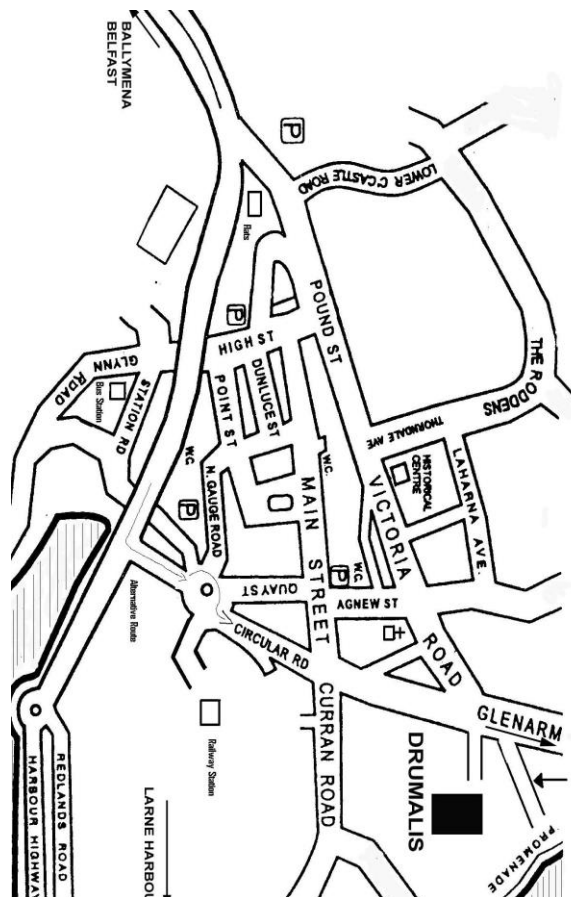 BALLYMENA
BELFAST
P
LOWER C'CASTLE ROAD
Flats
POUND ST
THE RODDENS
P
HIGH ST
DUNLUCE ST
THORNDALE AVE
GLYNN ROAD
Bus Station
STATION RD
POINT ST
LAHARNA AVE.
HISTORICAL
CENTRE
W.C.
W.C.
MAIN STREET
VICTORIA ROAD
P
N. GAUGE ROAD
W.C.
P
Alternative Route
QUAY ST
AGNEW ST
CIRCULAR RD
GLENARM
Railway Station
CURRAN ROAD
DRUMALIS
REDLANDS ROAD
HARBOUR HIGHWAY
LARNE HARBOU
PROMENADE